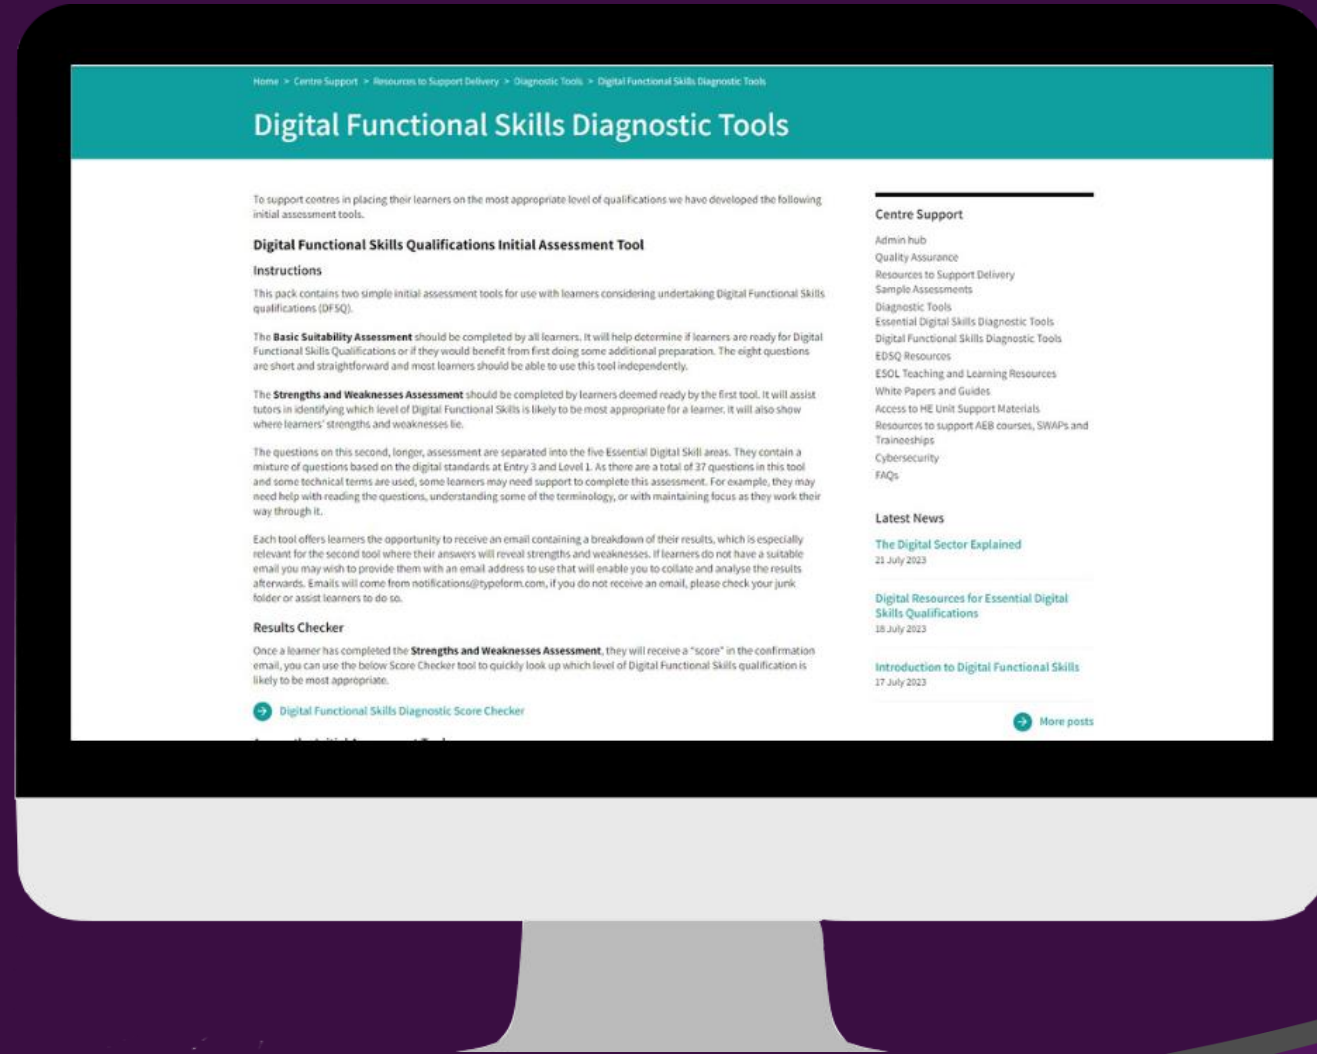 Home > Centre Support > Resources to Support Delivery > Diagnostic Tools > Digital Functional Skills Diagnostic Tools
Digital Functional Skills Diagnostic Tools
To support centres in placing their learners on the most appropriate level of qualifications we have developed the following
initial assessment tools.
Digital Functional Skills Qualifications Initial Assessment Tool
Instructions
This pack contains two simple initial assessment tools for use with learners considering undertaking Digital Functional Skills
qualifications (DFSQ).
The Basic Suitability Assessment should be completed by all learners. It will help determine if learners are ready for Digital
Functional Skills Qualifications or if they would benefit from first doing some additional preparation. The eight questions
are short and straightforward and most learners should be able to use this tool independently.
The Strengths and Weaknesses Assessment should be completed by learners deemed ready by the first tool. It will assist
tutors in identifying which level of Digital Functional Skills is likely to be most appropriate for a learner. It will also show
where learners' strengths and weaknesses lie.
The questions on this second, longer, assessment are separated into the five Essential Digital Skill areas. They contain a
mixture of questions based on the digital standards at Entry 3 and Level 1. As there are a total of 37 questions in this tool
and some technical terms are used, some learners may need support to complete this assessment. For example, they may
need help with reading the questions, understanding some of the terminology, or with maintaining focus as they work their
way through it.
Each tool offers learners the opportunity to receive an email containing a breakdown of their results, which is especially
relevant for the second tool where their answers will reveal strengths and weaknesses. If learners do not have a suitable
email you may wish to provide them with an email address to use that will enable you to collate and analyse the results
afterwards. Emails will come from notifications@typeform.com, if you do not receive an email, please check your junk
folder or assist learners to do so.
Results Checker
Once a learner has completed the Strengths and Weaknesses Assessment, they will receive a "score" in the confirmation
email, you can use the below Score Checker tool to quickly look up which level of Digital Functional Skills qualification is
likely to be most appropriate.
Digital Functional Skills Diagnostic Score Checker
Centre Support
Admin hub
Quality Assurance
Resources to Support Delivery
Sample Assessments
Diagnostic Tools
Essential Digital Skills Diagnostic Tools
Digital Functional Skills Diagnostic Tools
EDSQ Resources
ESOL Teaching and Learning Resources
White Papers and Guides
Access to HE Unit Support Materials
Resources to support AEB courses, SWAPs and
Traineeships
Cybersecurity
FAQs
Latest News
The Digital Sector Explained
21 July 2023
Digital Resources for Essential Digital
Skills Qualifications
18 July 2023
Introduction to Digital Functional Skills
17 July 2023
More posts